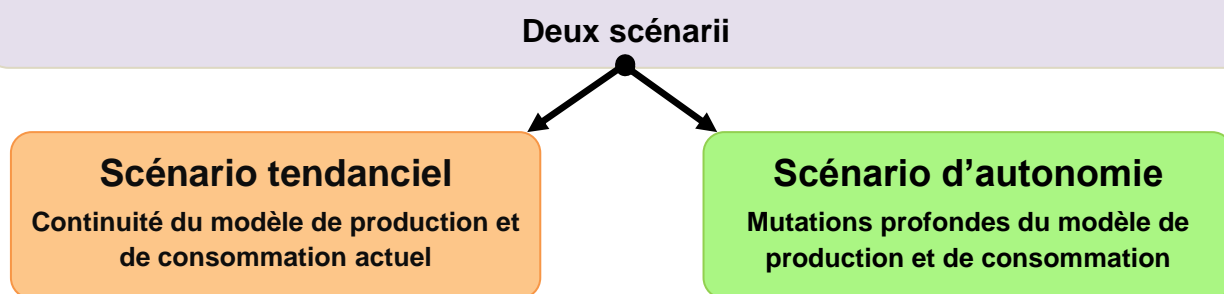 Deux scénarii
Scénario tendanciel
Continuité du modèle de production et
de consommation actuel
Scénario d’autonomie
Mutations profondes du modèle de
production et de consommation